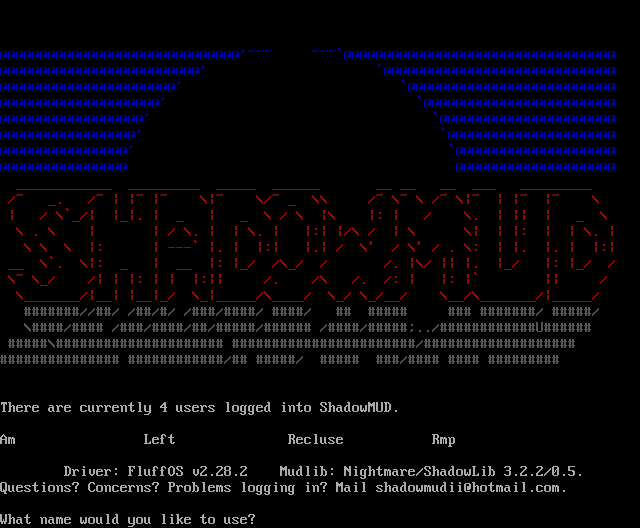 SHADOWMUD
There are currently 4 users logged into ShadowMUD.
Am Left Recluse Rmp
Driver: FluffOS v2.28.2 Mudlib: Nightmare/ShadowLib 3.2.2/0.5.
Questions? Concerns? Problems logging in? Mail shadowmudii@hotmail.com.
What name would you like to use?